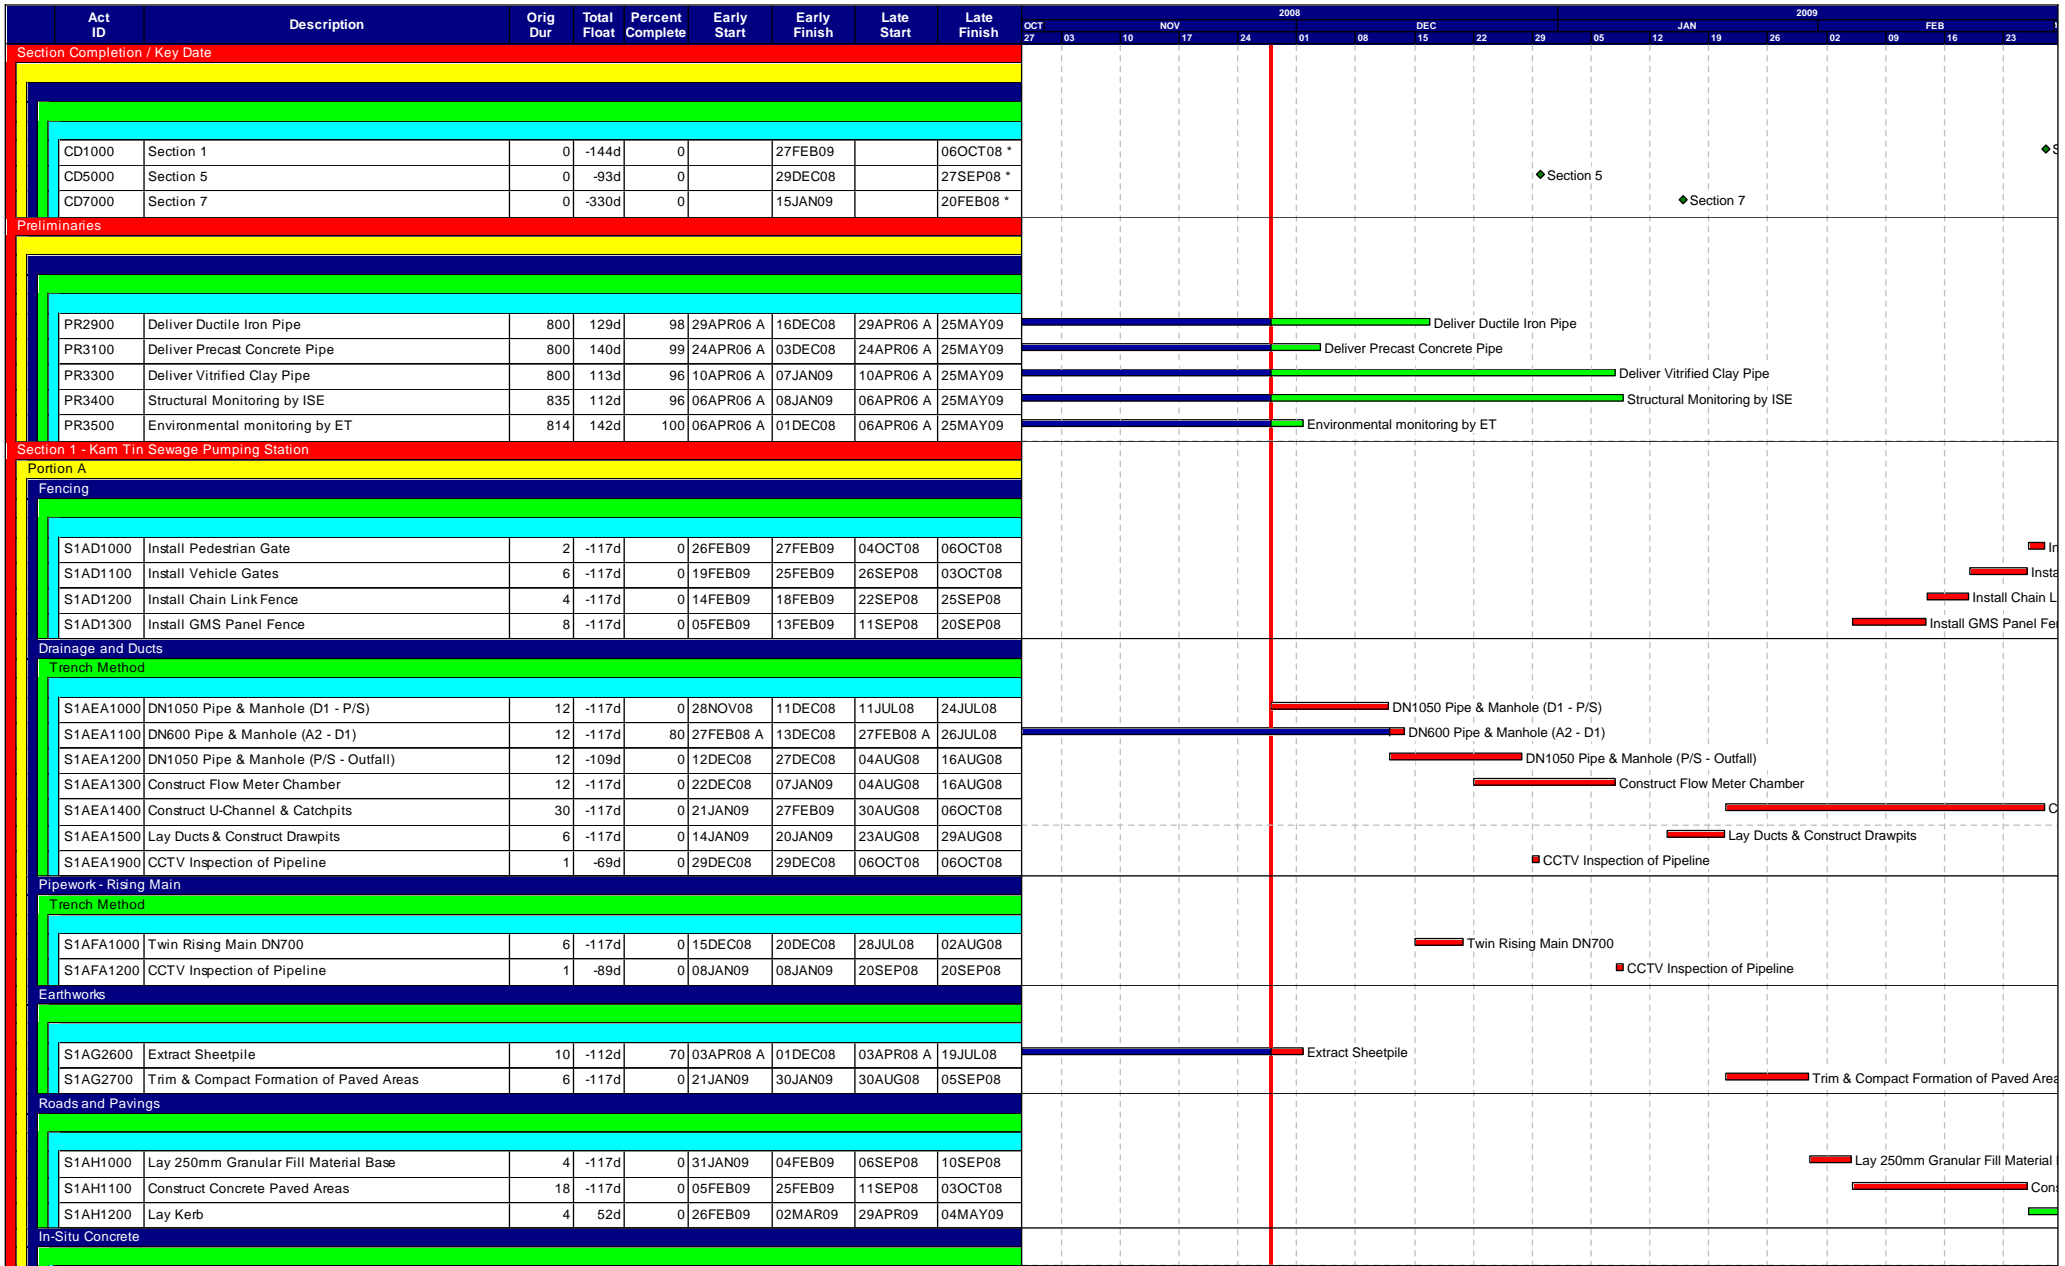 Act ID Description Orig Dur Total Float Percent Complete Early Start Early Finish Late Start Late Finish
2008 2009
OCT NOV DEC JAN FEB
27 03 10 17 24 01 08 15 22 29 05 12 19 26 02 09 16 23
Section Completion / Key Date
CD1000 Section 1 0 -144d 0 27FEB09 06OCT08 *
CD5000 Section 5 0 -93d 0 29DEC08 27SEP08 * Section 5
CD7000 Section 7 0 -330d 0 15JAN09 20FEB08 * Section 7
Preliminaries
PR2900 Deliver Ductile Iron Pipe 800 129d 98 29APR06 A 16DEC08 29APR06 A 25MAY09 Deliver Ductile Iron Pipe
PR3100 Deliver Precast Concrete Pipe 800 140d 99 24APR06 A 03DEC08 24APR06 A 25MAY09 Deliver Precast Concrete Pipe
PR3300 Deliver Vitrified Clay Pipe 800 113d 96 10APR06 A 07JAN09 10APR06 A 25MAY09 Deliver Vitrified Clay Pipe
PR3400 Structural Monitoring by ISE 835 112d 96 06APR06 A 08JAN09 06APR06 A 25MAY09 Structural Monitoring by ISE
PR3500 Environmental monitoring by ET 814 142d 100 06APR06 A 01DEC08 06APR06 A 25MAY09 Environmental monitoring by ET
Section 1 - Kam Tin Sewage Pumping Station
Portion A
Fencing
S1AD1000 Install Pedestrian Gate 2 -117d 0 26FEB09 27FEB09 04OCT08 06OCT08 In
S1AD1100 Install Vehicle Gates 6 -117d 0 19FEB09 25FEB09 26SEP08 03OCT08 Insta
S1AD1200 Install Chain Link Fence 4 -117d 0 14FEB09 18FEB09 22SEP08 25SEP08 Install Chain L
S1AD1300 Install GMS Panel Fence 8 -117d 0 05FEB09 13FEB09 11SEP08 20SEP08 Install GMS Panel Fe
Drainage and Ducts
Trench Method
S1AEA1000 DN1050 Pipe & Manhole (D1 - P/S) 12 -117d 0 28NOV08 11DEC08 11JUL08 24JUL08 DN1050 Pipe & Manhole (D1 - P/S)
S1AEA1100 DN600 Pipe & Manhole (A2 - D1) 12 -117d 80 27FEB08 A 13DEC08 27FEB08 A 26JUL08 DN600 Pipe & Manhole (A2 - D1)
S1AEA1200 DN1050 Pipe & Manhole (P/S - Outfall) 12 -109d 0 12DEC08 27DEC08 04AUG08 16AUG08 DN1050 Pipe & Manhole (P/S - Outfall)
S1AEA1300 Construct Flow Meter Chamber 12 -117d 0 22DEC08 07JAN09 04AUG08 16AUG08 Construct Flow Meter Chamber
S1AEA1400 Construct U-Channel & Catchpits 30 -117d 0 21JAN09 27FEB09 30AUG08 06OCT08 C
S1AEA1500 Lay Ducts & Construct Drawpits 6 -117d 0 14JAN09 20JAN09 23AUG08 29AUG08 Lay Ducts & Construct Drawpits
S1AEA1900 CCTV Inspection of Pipeline 1 -69d 0 29DEC08 29DEC08 06OCT08 06OCT08 CCTV Inspection of Pipeline
Pipework - Rising Main
Trench Method
S1AFA1000 Twin Rising Main DN700 6 -117d 0 15DEC08 20DEC08 28JUL08 02AUG08 Twin Rising Main DN700
S1AFA1200 CCTV Inspection of Pipeline 1 -89d 0 08JAN09 08JAN09 20SEP08 20SEP08 CCTV Inspection of Pipeline
Earthworks
S1AG2600 Extract Sheetpile 10 -112d 70 03APR08 A 01DEC08 03APR08 A 19JUL08 Extract Sheetpile
S1AG2700 Trim & Compact Formation of Paved Areas 6 -117d 0 21JAN09 30JAN09 30AUG08 05SEP08 Trim & Compact Formation of Paved Area
Roads and Pavings
S1AH1000 Lay 250mm Granular Fill Material Base 4 -117d 0 31JAN09 04FEB09 06SEP08 10SEP08 Lay 250mm Granular Fill Material
S1AH1100 Construct Concrete Paved Areas 18 -117d 0 05FEB09 25FEB09 11SEP08 03OCT08 Cons
S1AH1200 Lay Kerb 4 52d 0 26FEB09 02MAR09 29APR09 04MAY09
In-Situ Concrete